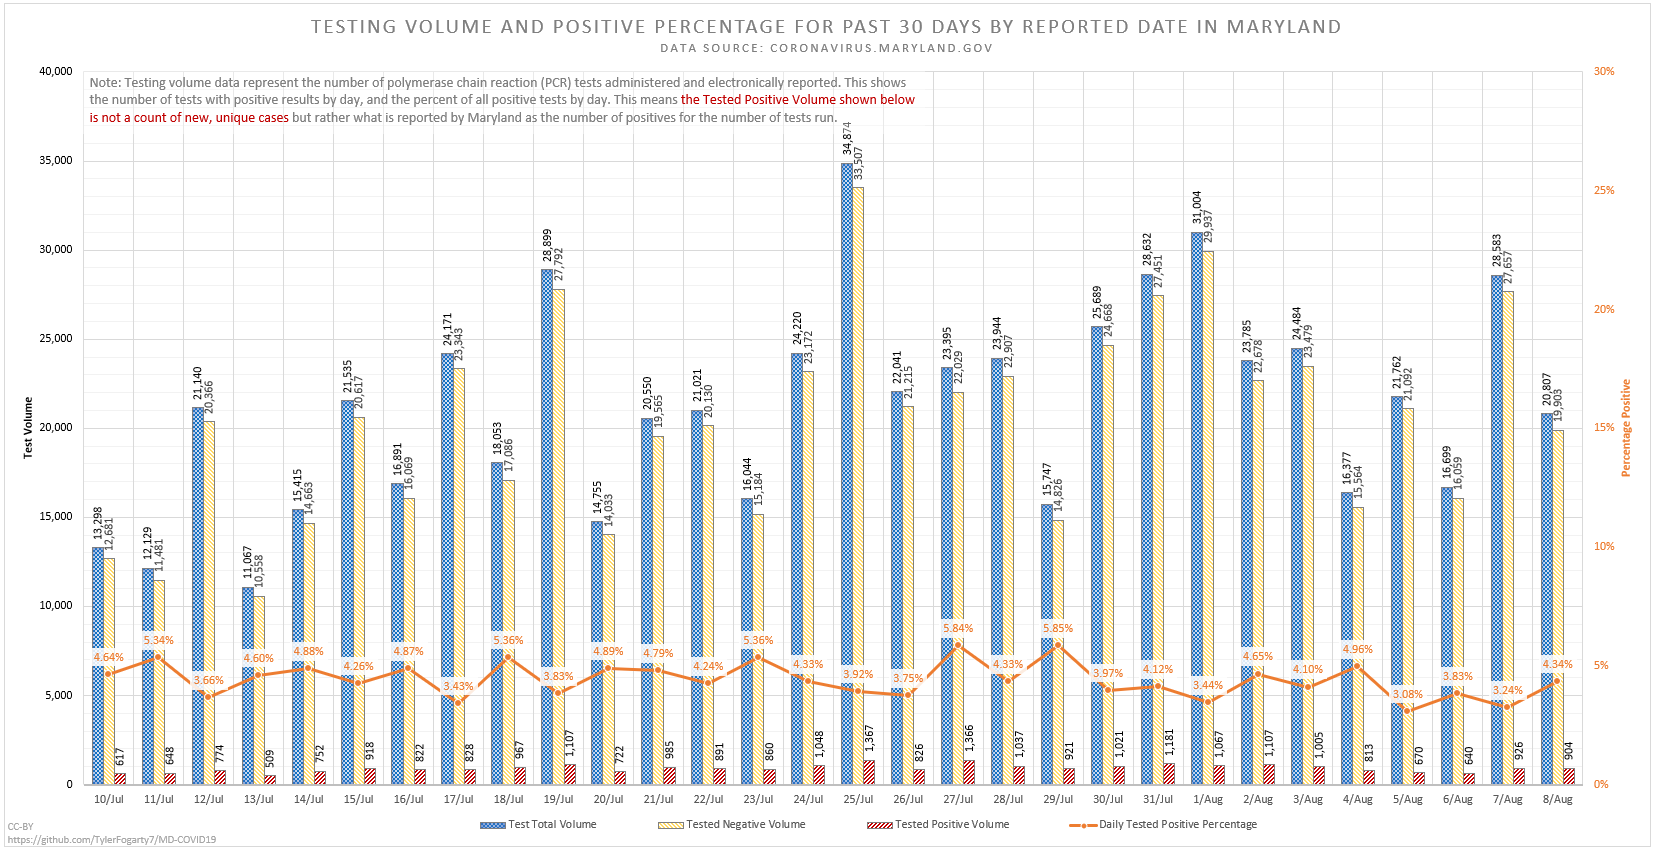 TESTING VOLUME AND POSITIVE PERCENTAGE FOR PAST 30 DAYS BY REPORTED DATE IN MARYLAND
DATA SOURCE: CORONAVIRUS.MARYLAND.GOV
Note: Testing volume data represent the number of polymerase chain reaction (PCR) tests administered and electronically reported. This shows
the number of tests with positive results by day, and the percent of all positive tests by day. This means the Tested Positive Volume shown below
is not a count of new, unique cases but rather what is reported by Maryland as the number of positives for the number of tests run.
Test Volume
40,000
35,000
30,000
25,000
20,000
15,000
10,000
5,000
0
Percentage Positive
30%
25%
20%
15%
10%
5%
0%
13,298 12,681 4.64% 617
12,129 11,481 5.34% 648
21,140 20,366 3.66% 774
11,067 10,558 4.60% 509
15,415 14,663 4.88% 752
21,535 20,617 4.26% 918
16,891 16,069 4.87% 822
24,171 23,343 3.43% 828
18,053 17,086 5.36% 967
28,899 27,792 3.83% 1,107
14,755 14,033 4.89% 722
20,550 19,565 4.79% 985
21,021 20,130 4.24% 891
16,044 15,184 5.36% 860
24,220 23,172 4.33% 1,048
34,874 33,507 3.92% 1,367
22,041 21,215 3.75% 826
23,395 22,029 5.84% 1,366
23,944 22,907 4.33% 1,037
15,747 14,826 5.85% 921
25,689 24,668 3.97% 1,021
28,632 27,451 4.12% 1,181
31,004 29,937 3.44% 1,067
23,785 22,678 4.65% 1,107
24,484 23,479 4.10% 1,005
16,377 15,564 4.96% 813
21,762 21,092 3.08% 670
16,699 16,059 3.83% 640
28,583 27,657 3.24% 926
20,807 19,903 4.34% 904
10/Jul 11/Jul 12/Jul 13/Jul 14/Jul 15/Jul 16/Jul 17/Jul 18/Jul 19/Jul 20/Jul 21/Jul 22/Jul 23/Jul 24/Jul 25/Jul 26/Jul 27/Jul 28/Jul 29/Jul 30/Jul 31/Jul 1/Aug 2/Aug 3/Aug 4/Aug 5/Aug 6/Aug 7/Aug 8/Aug
Test Total Volume Tested Negative Volume Tested Positive Volume Daily Tested Positive Percentage
CC-BY
https://github.com/TylerFogarty7/MD-COVID19